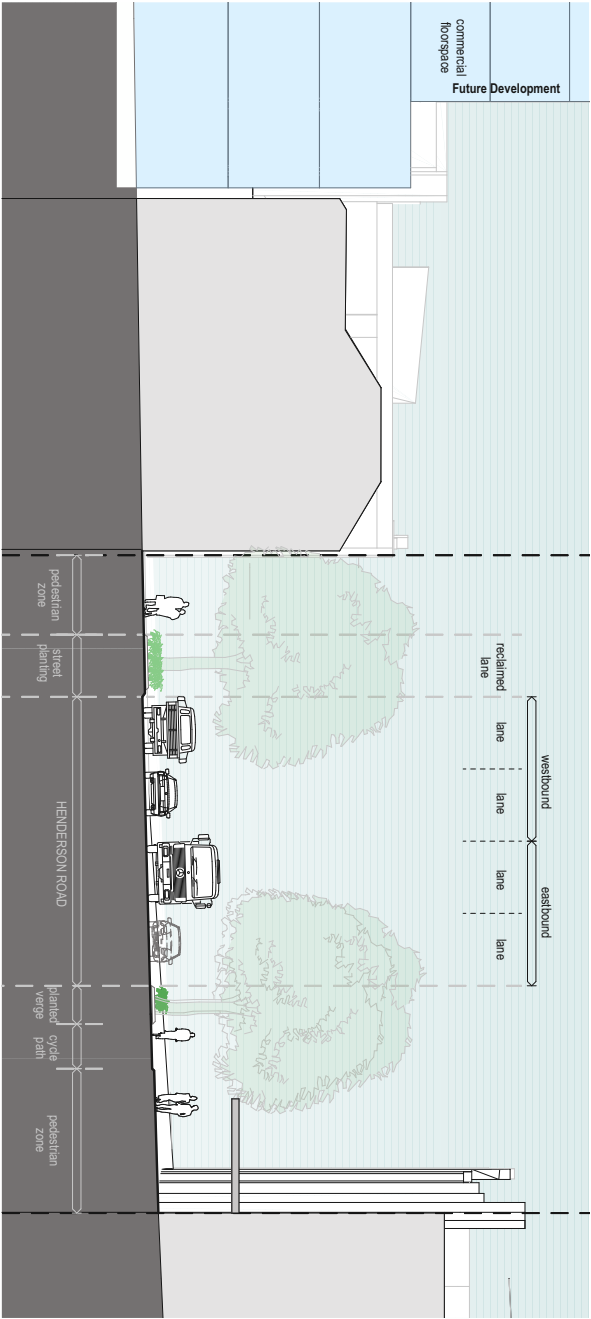 commercial
floorspace
Future Development
reclaimed
lane
westbound
eastbound
lane
lane
lane
lane
pedestrian
zone
street
planting
HENDERSON ROAD
planted
verge
cycle
path
pedestrian
zone